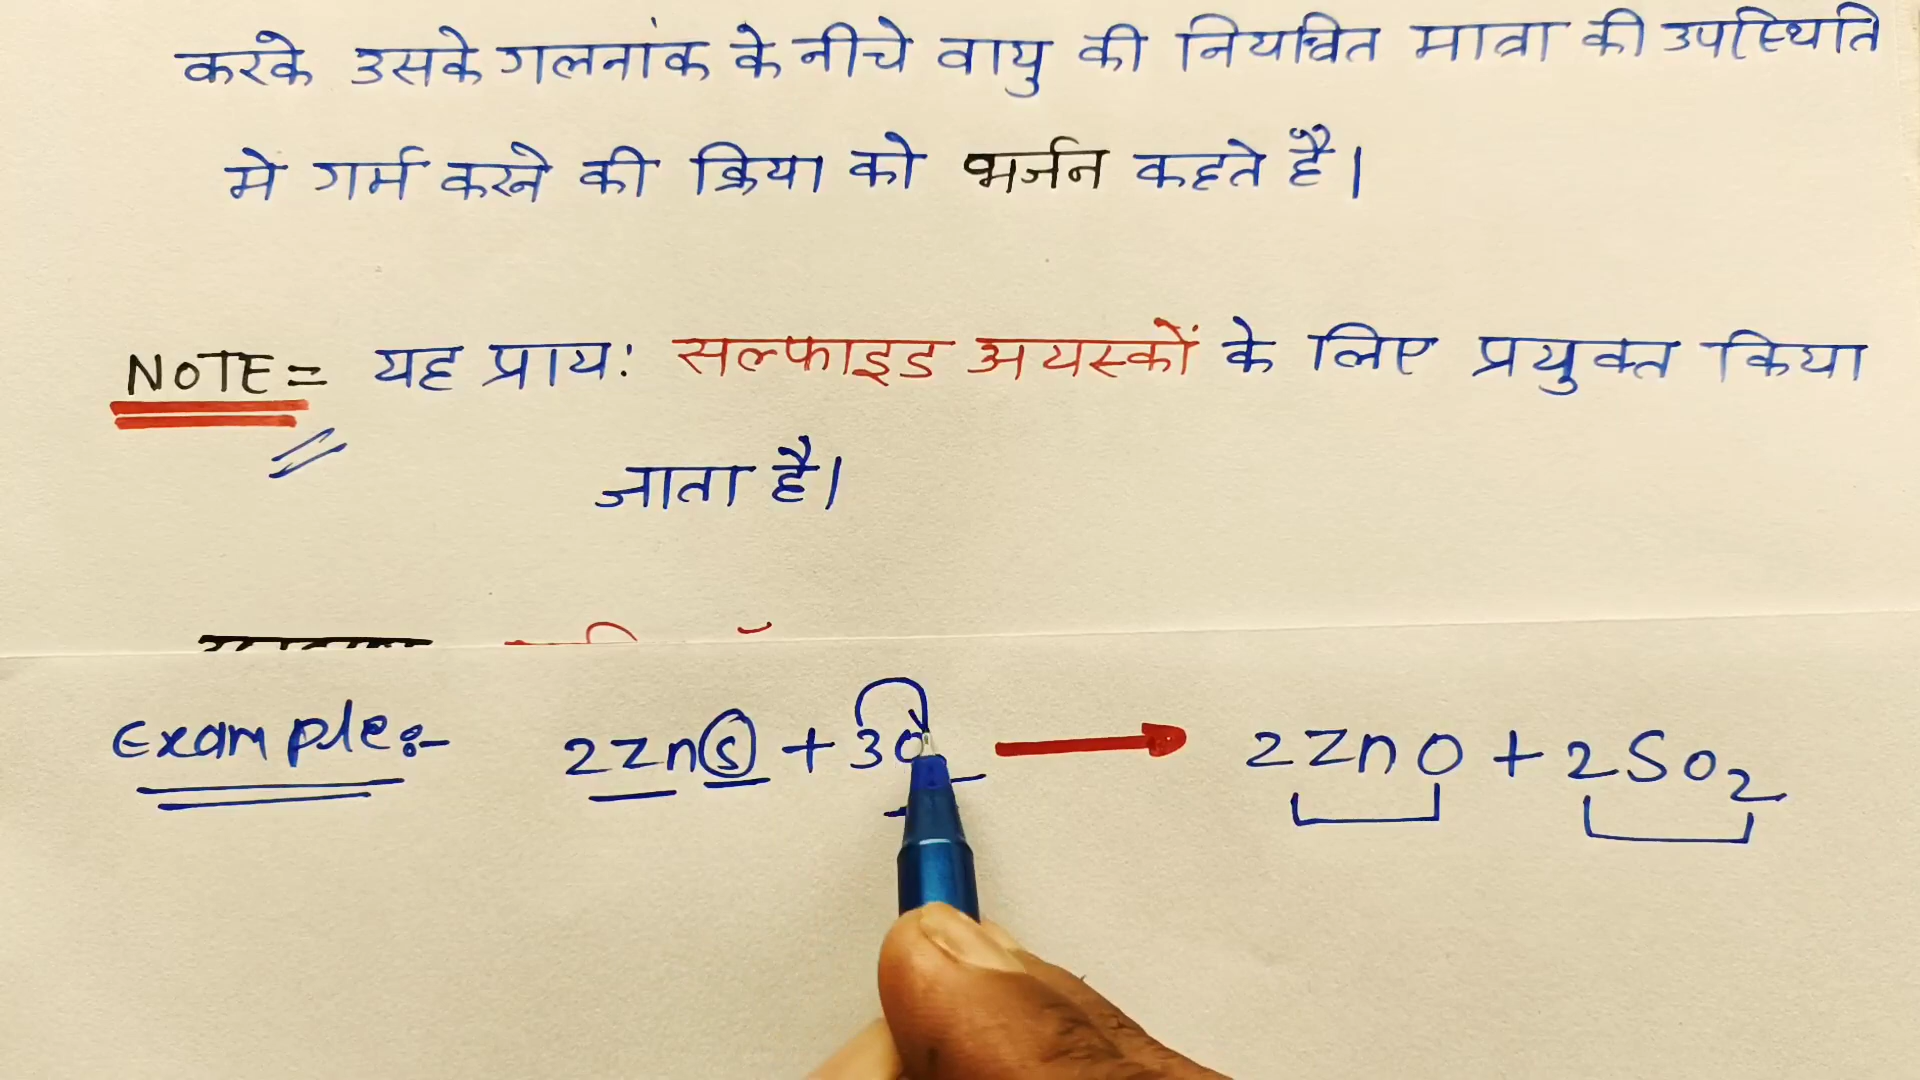 करके उसके गलनांक के नीचे वायु की नियंत्रित मात्रा की उपस्थिति
मे गर्म करने की क्रिया को भर्जन कहते है।
NOTE = यह प्राय: सल्फाइड अयस्कों के लिए प्रयुक्त किया
जाता है।
Example:- 2ZnS + 3O → 2ZnO + 2SO₂